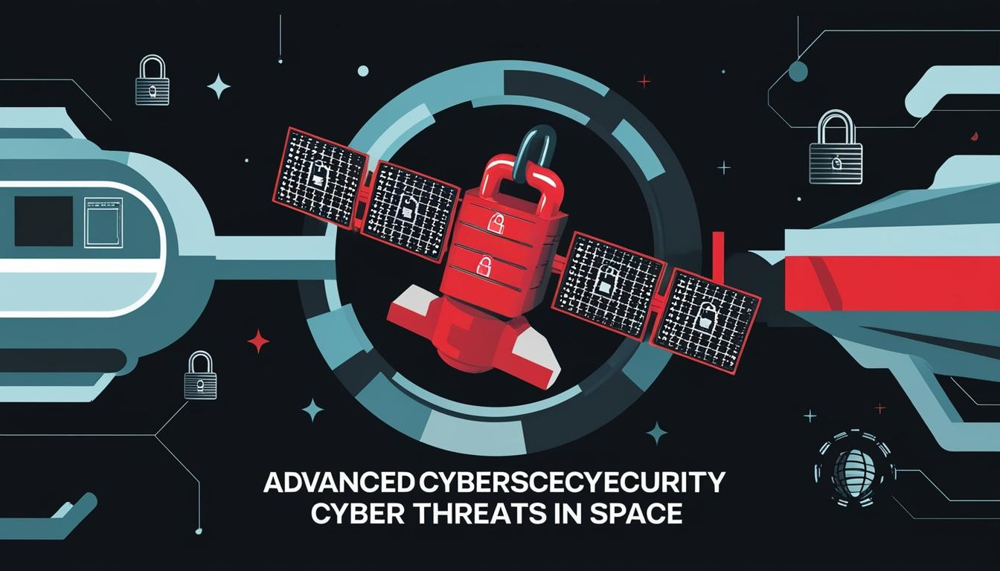 ADVANCED CYBERSCECYECURITY
CYBER THREATS IN SPACE